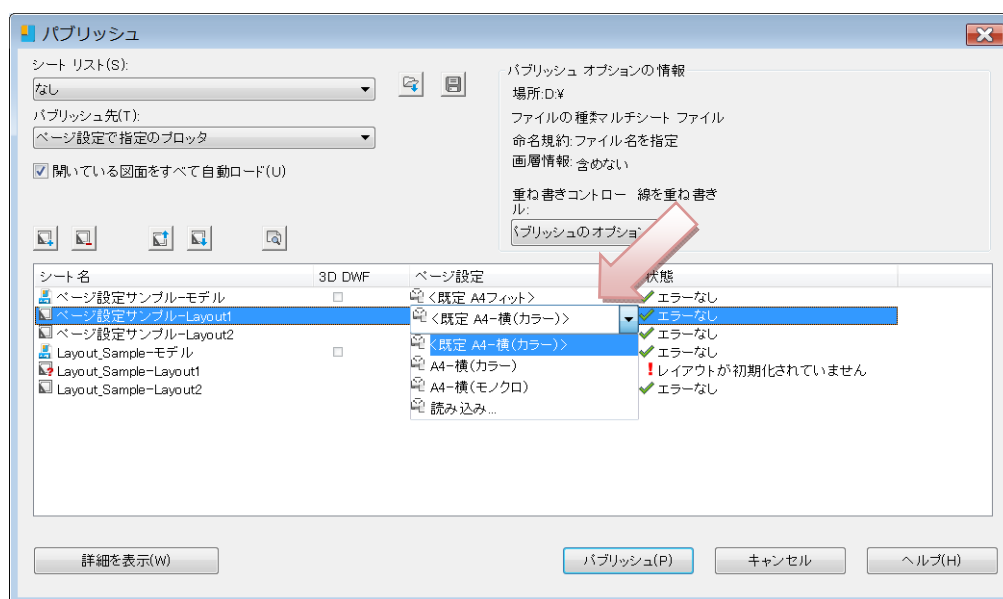 パブリッシュ
シート リスト(S):
なし
パブリッシュ先(T):
ページ設定で指定のプロッタ
開いている図面をすべて自動ロード(U)
パブリッシュ オプションの情報
場所:D:¥
ファイルの種類マルチシート ファイル
命名規約:ファイル名を指定
画層情報: 含めない
重ね書きコントロー 線を重ね書き
ル:
パブリッシュのオプション
シート名 3D DWF ページ設定 状態
ページ設定サンプル-モデル <既定 A4フィット> エラーなし
ページ設定サンプル-Layout1 <既定 A4-横(カラー)> エラーなし
ページ設定サンプル-Layout2 <既定 A4-横(カラー)> エラーなし
Layout_Sample-モデル A4-横(カラー) エラーなし
Layout_Sample-Layout1 A4-横(モノクロ) !レイアウトが初期化されていません
Layout_Sample-Layout2 読み込み... エラーなし
詳細を表示(W) パブリッシュ(P) キャンセル ヘルプ(H)